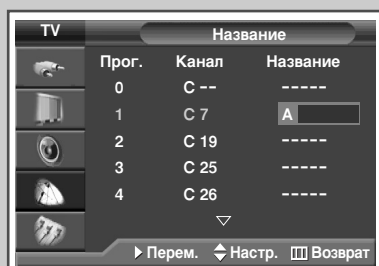 TV Название
Прог. Канал Название
0 C -- -----
1 C 7 A
2 C 19 -----
3 C 25 -----
4 C 26 -----
Перем. Настр. Возврат